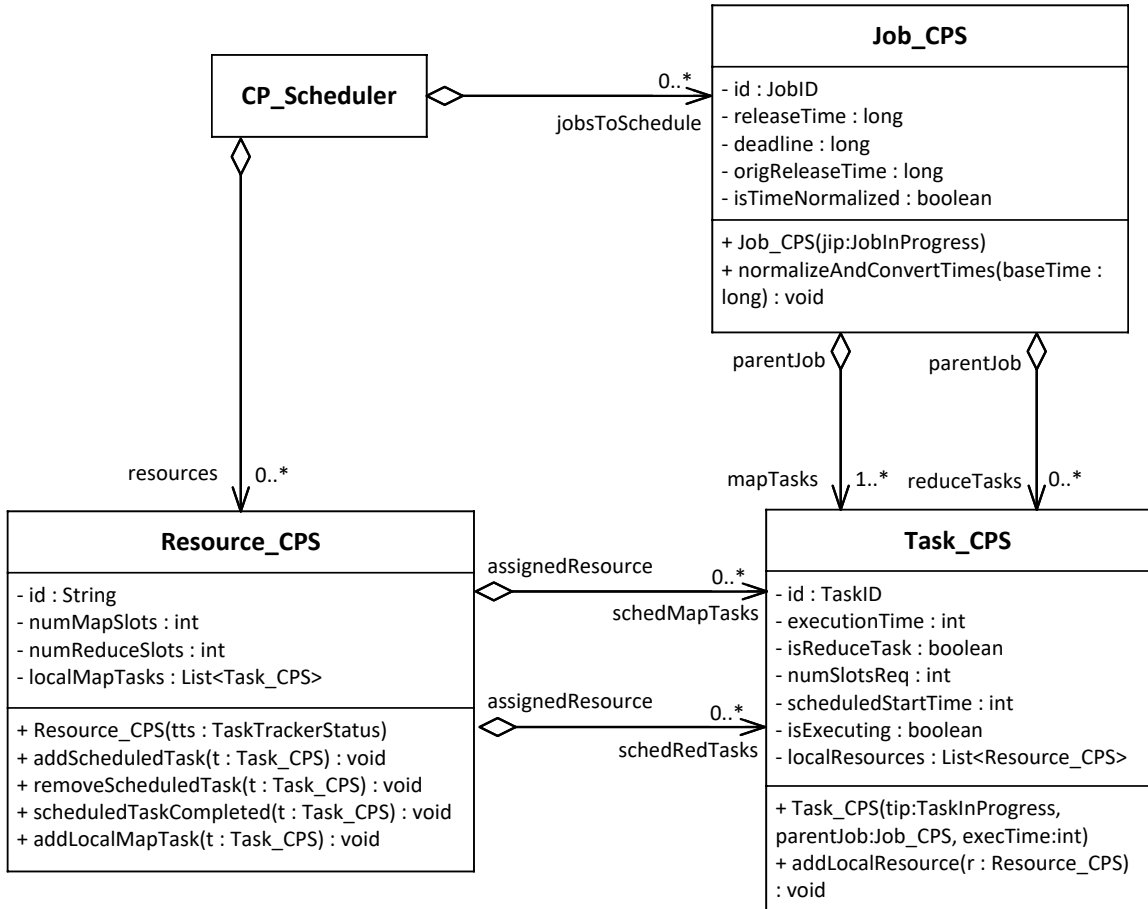 Job_CPS
- id : JobID
- releaseTime : long
- deadline : long
- origReleaseTime : long
- isTimeNormalized : boolean
+ Job_CPS(jip:JobInProgress)
+ normalizeAndConvertTimes(baseTime :
long) : void
CP_Scheduler
0..*
jobsToSchedule
parentJob
parentJob
resources
0..*
mapTasks
1..*
reduceTasks
0..*
Resource_CPS
- id : String
- numMapSlots : int
- numReduceSlots : int
- localMapTasks : List<Task_CPS>
+ Resource_CPS(tts : TaskTrackerStatus)
+ addScheduledTask(t : Task_CPS) : void
+ removeScheduledTask(t : Task_CPS) : void
+ scheduledTaskCompleted(t : Task_CPS) : void
+ addLocalMapTask(t : Task_CPS) : void
assignedResource
0..*
schedMapTasks
assignedResource
0..*
schedRedTasks
Task_CPS
- id : TaskID
- executionTime : int
- isReduceTask : boolean
- numSlotsReq : int
- scheduledStartTime : int
- isExecuting : boolean
- localResources : List<Resource_CPS>
+ Task_CPS(tip:TaskInProgress,
parentJob:Job_CPS, execTime:int)
+ addLocalResource(r : Resource_CPS)
: void